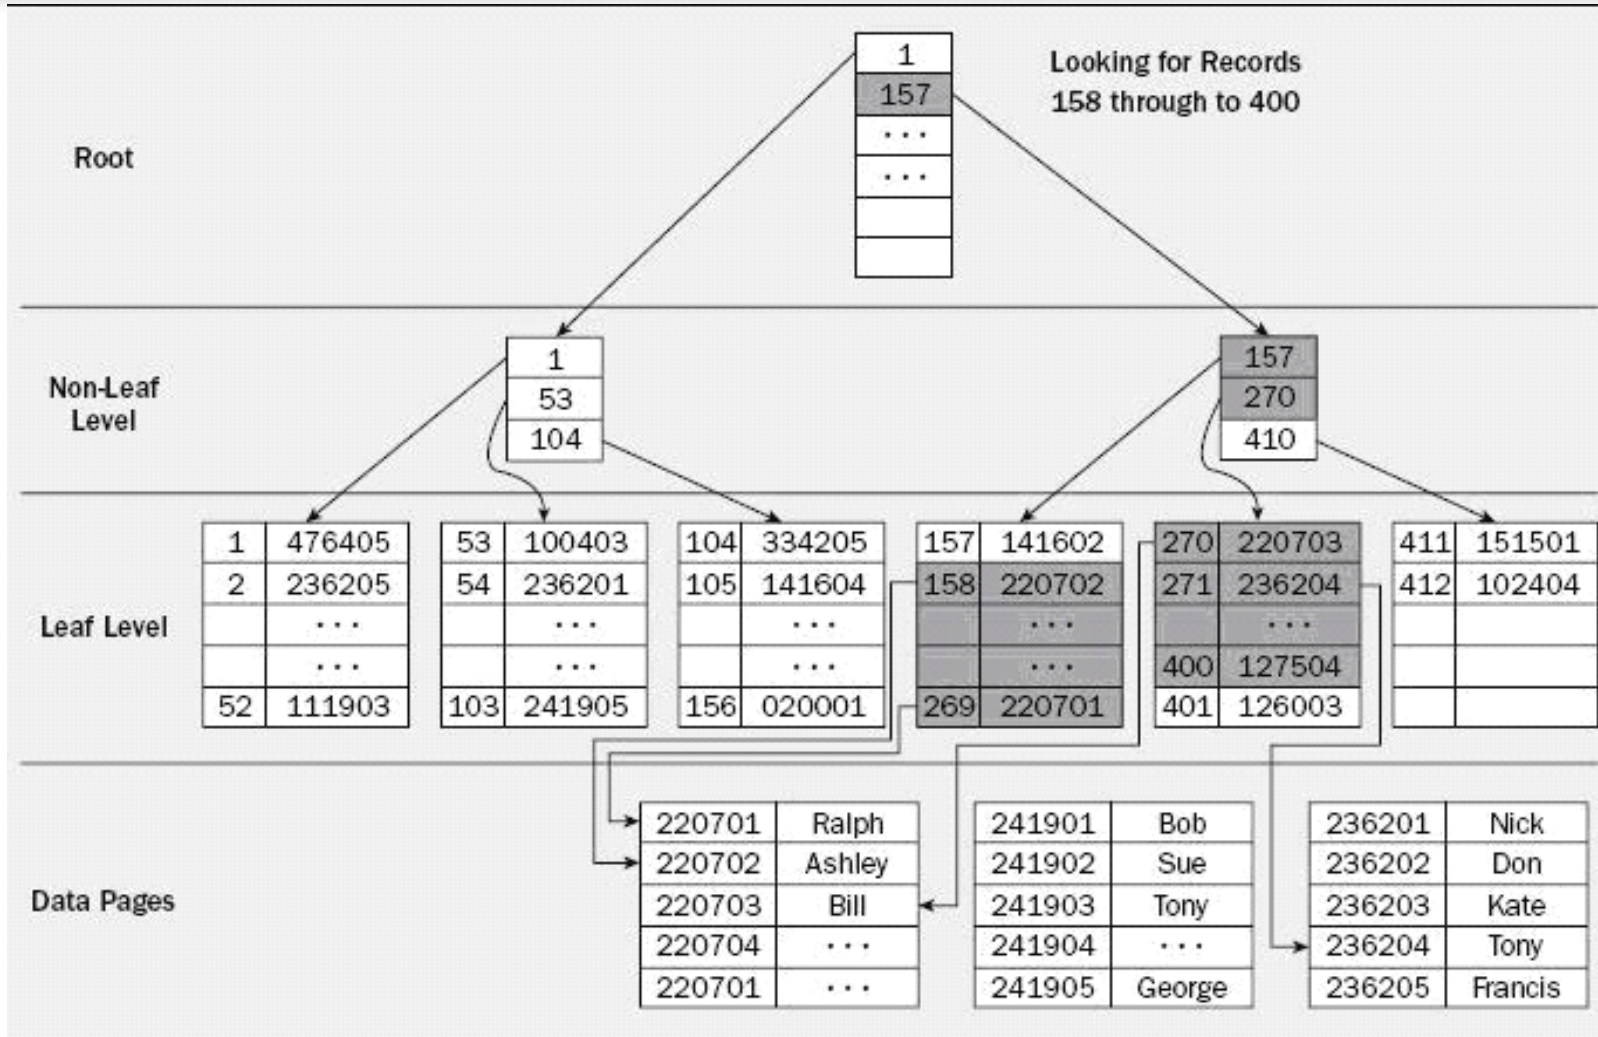 1
Looking for Records
157
158 through to 400
...
Root
...
1
157
Non-Leaf
53
270
Level
104
410
1 476405 53 100403 104 334205 157 141602 270 220703 411 151501
2 236205 54 236201 105 141604 158 220702 271 236204 412 102404
Leaf Level
... ... ... ... ...
... ... ... ... 400 127504
52 111903 103 241905 156 020001 269 220701 401 126003
220701 Ralph 241901 Bob 236201 Nick
220702 Ashley 241902 Sue 236202 Don
Data Pages
220703 Bill 241903 Tony 236203 Kate
220704 ... 241904 ... 236204 Tony
220701 ... 241905 George 236205 Francis